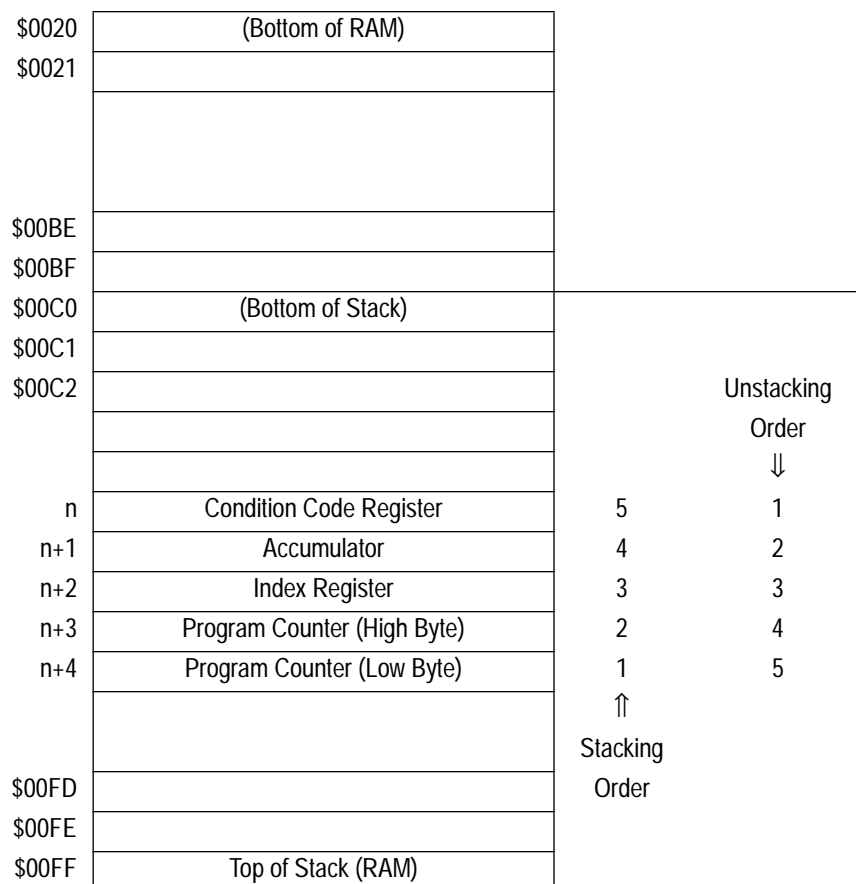 $0020 (Bottom of RAM)
$0021
$00BE
$00BF
$00C0 (Bottom of Stack)
$00C1
$00C2 Unstacking
Order
⇓
n Condition Code Register 5 1
n+1 Accumulator 4 2
n+2 Index Register 3 3
n+3 Program Counter (High Byte) 2 4
n+4 Program Counter (Low Byte) 1 5
⇑
Stacking
$00FD Order
$00FE
$00FF Top of Stack (RAM)